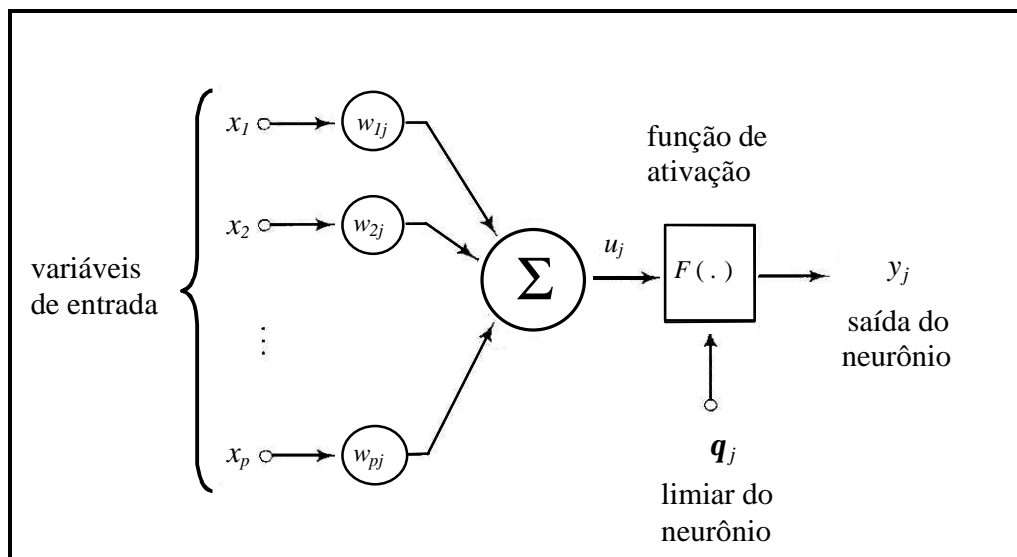 variáveis
de entrada
x1
w1j
x2
w2j
⋮
xp
wpj
Σ
uj
função de
ativação
F ( . )
yj
saída do
neurônio
qj
limiar do
neurônio